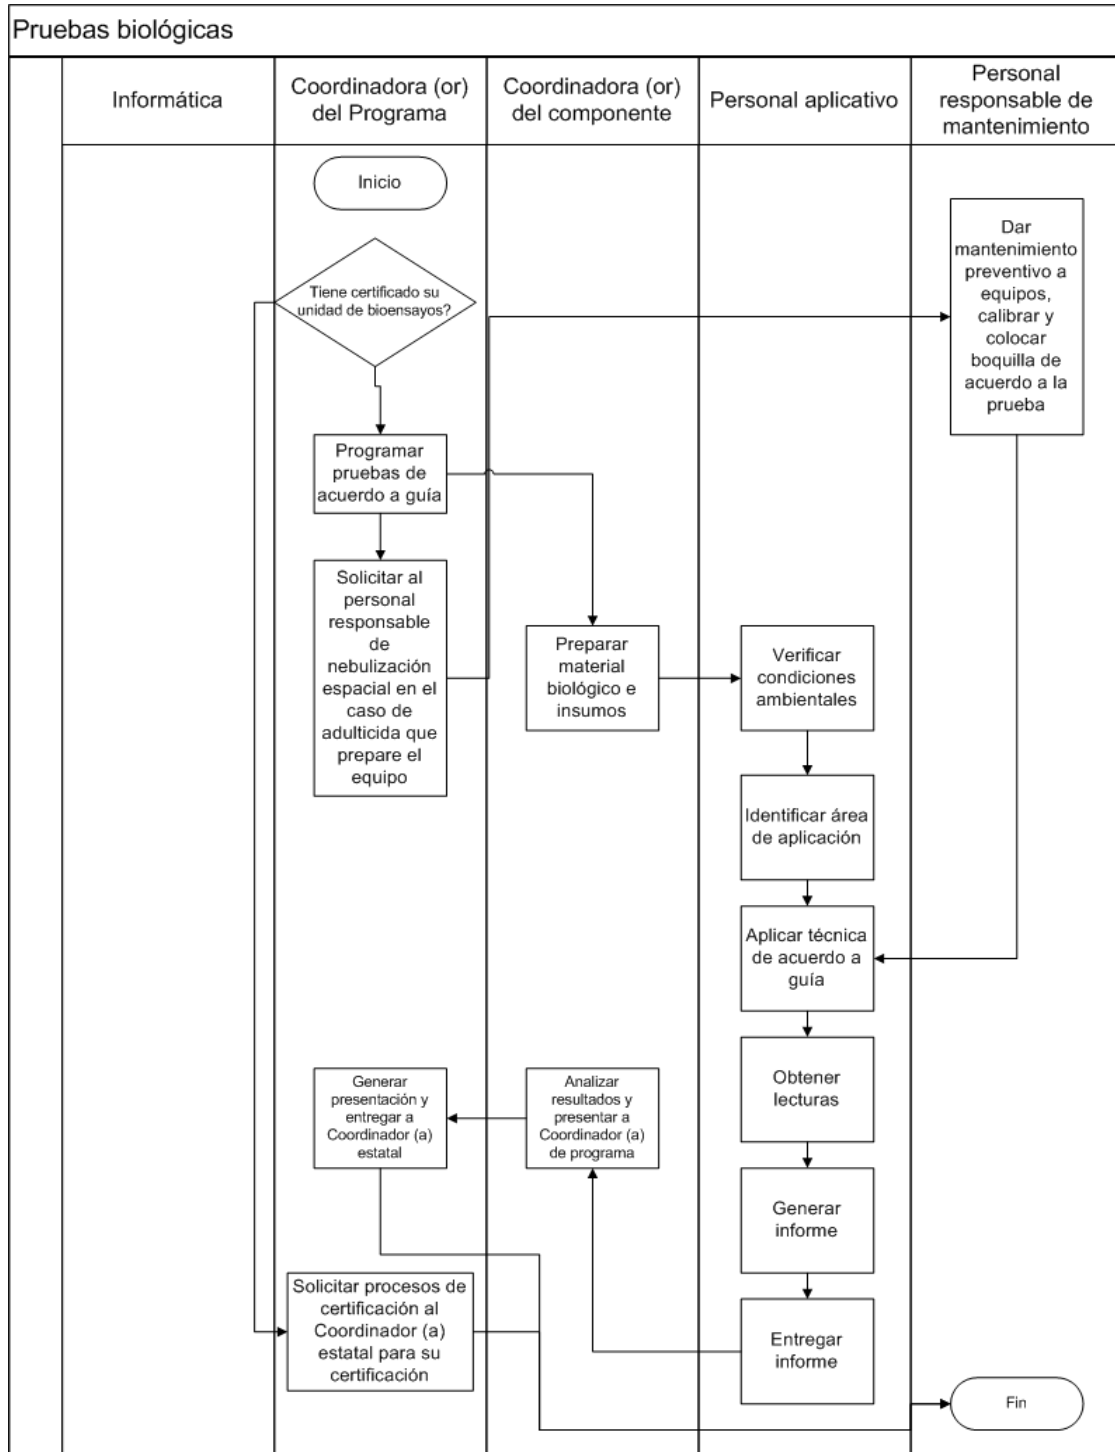 Pruebas biológicas
Informática
Coordinadora (or)
del Programa
Coordinadora (or)
del componente
Personal aplicativo
Personal
responsable de
mantenimiento
Inicio
Tiene certificado su
unidad de bioensayos?
Dar
mantenimiento
preventivo a
equipos,
calibrar y
colocar
boquilla de
acuerdo a la
prueba
Programar
pruebas de
acuerdo a guía
Solicitar al
personal
responsable
de
nebulización
espacial en el
caso de
adulticida que
prepare el
equipo
Preparar
material
biológico e
insumos
Verificar
condiciones
ambientales
Identificar área
de aplicación
Aplicar técnica
de acuerdo a
guía
Obtener
lecturas
Generar
presentación y
entregar a
Coordinador (a)
estatal
Analizar
resultados y
presentar a
Coordinador (a)
de programa
Generar
informe
Solicitar procesos de
certificación al
Coordinador (a)
estatal para su
certificación
Entregar
informe
Fin